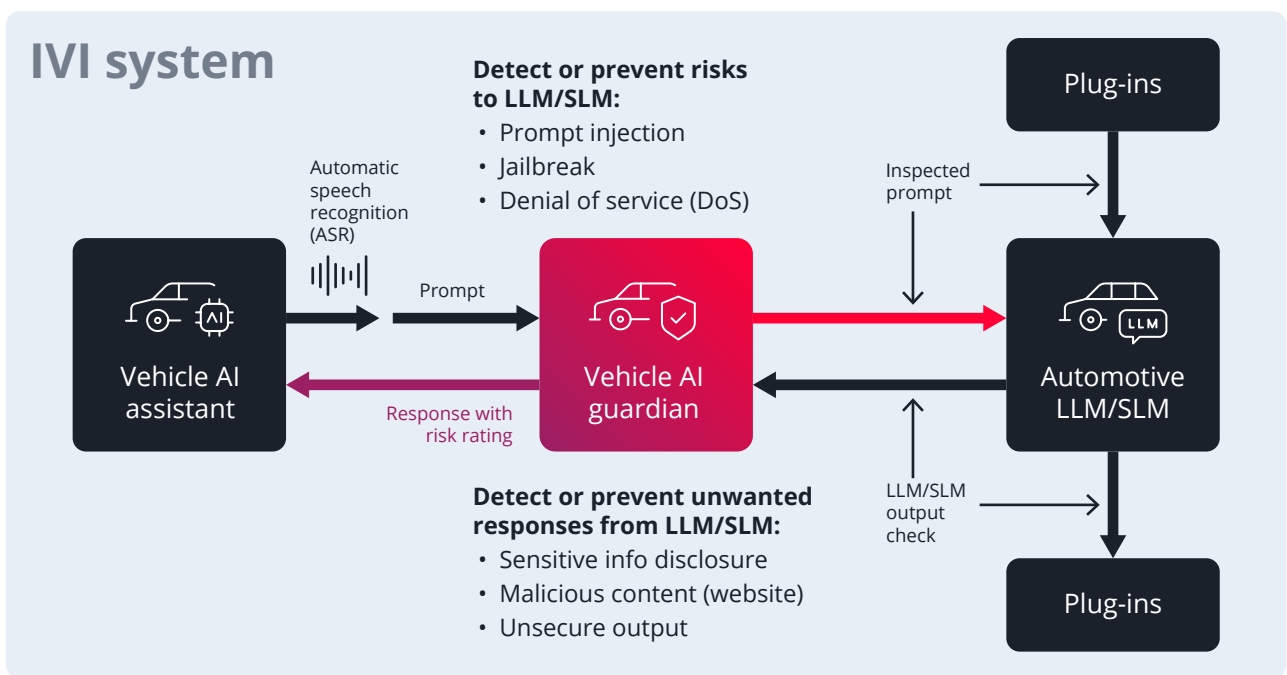 IVI system
Detect or prevent risks
to LLM/SLM:
• Prompt injection
• Jailbreak
• Denial of service (DoS)
Plug-ins
Automatic
speech
recognition
(ASR)
Inspected
prompt
Prompt
AI
Vehicle AI
assistant
Vehicle AI
guardian
LLM
Automotive
LLM/SLM
Response with
risk rating
Detect or prevent unwanted
responses from LLM/SLM:
• Sensitive info disclosure
• Malicious content (website)
• Unsecure output
LLM/SLM
output
check
Plug-ins